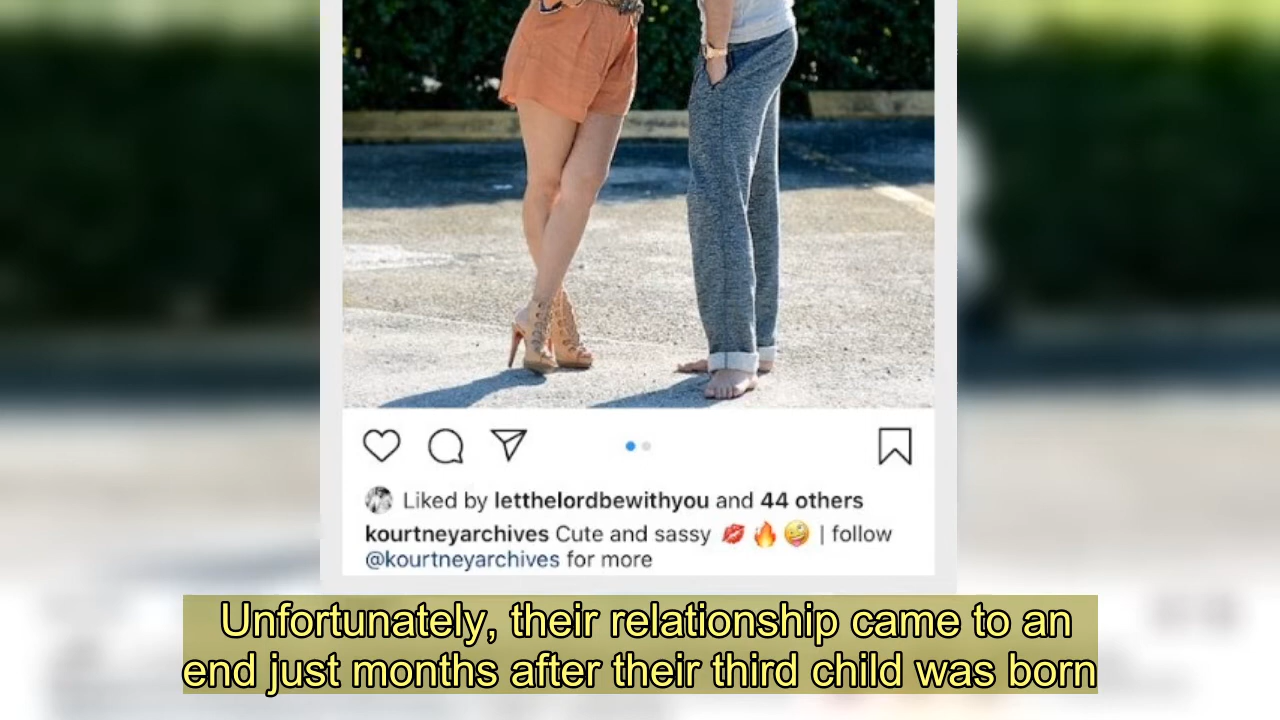 Liked by letthelordbewithyou and 44 others
kourtneyarchives Cute and sassy 💋🔥🤪 | follow
@kourtneyarchives for more
Unfortunately, their relationship came to an
end just months after their third child was born